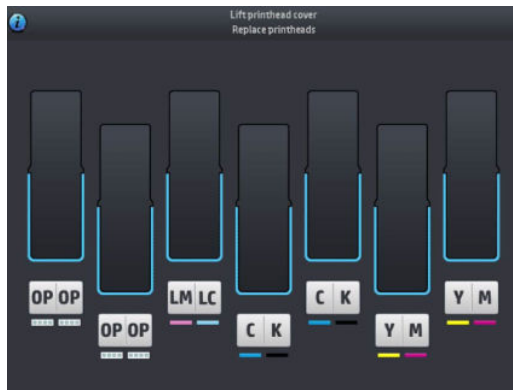 Lift printhead cover
Replace printheads
OP OP
OP OP
LM LC
C K
C K
Y M
Y M